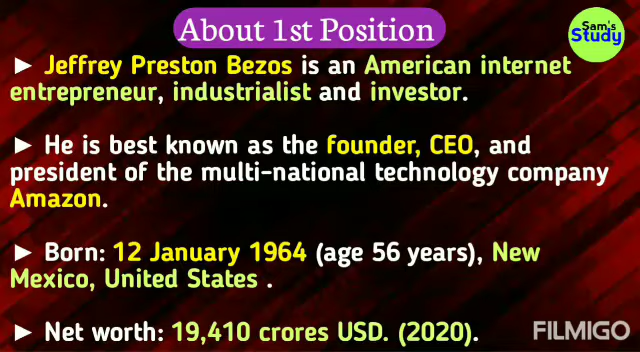 About 1st Position
Sam's
Study
► Jeffrey Preston Bezos is an American internet
entrepreneur, industrialist and investor.
► He is best known as the founder, CEO, and
president of the multi-national technology company
Amazon.
► Born: 12 January 1964 (age 56 years), New
Mexico, United States .
► Net worth: 19,410 crores USD. (2020).
FILMIGO